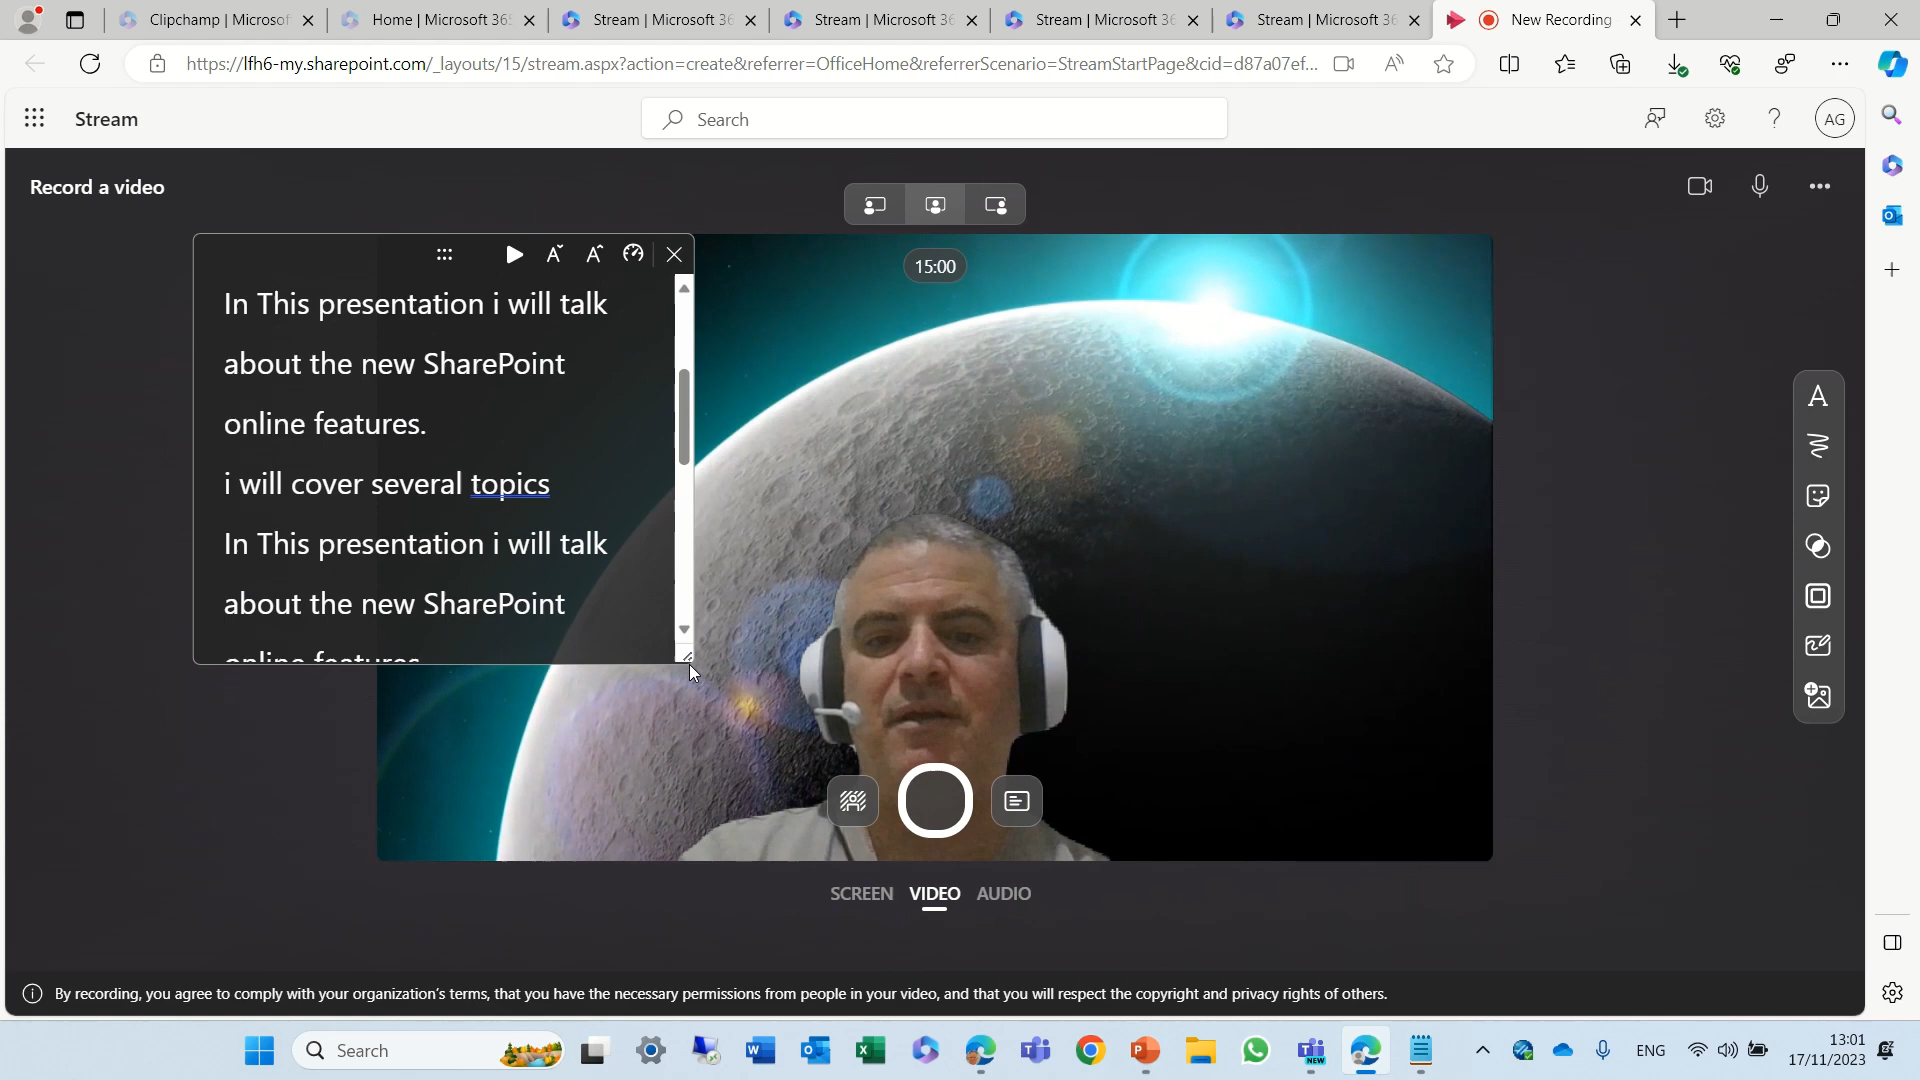 Clipchamp | Microsof
Home | Microsoft 365
Stream | Microsoft 36
Stream | Microsoft 36
Stream | Microsoft 36
Stream | Microsoft 36
New Recording
https://lfh6-my.sharepoint.com/_layouts/15/stream.aspx?action=create&referrer=OfficeHome&referrerScenario=StreamStartPage&cid=d87a07ef...
Stream
Search
AG
Record a video
15:00
In This presentation i will talk
about the new SharePoint
online features.
i will cover several topics
In This presentation i will talk
about the new SharePoint
online features
SCREEN VIDEO AUDIO
By recording, you agree to comply with your organization's terms, that you have the necessary permissions from people in your video, and that you will respect the copyright and privacy rights of others.
Search
NEW
ENG
13:01
17/11/2023